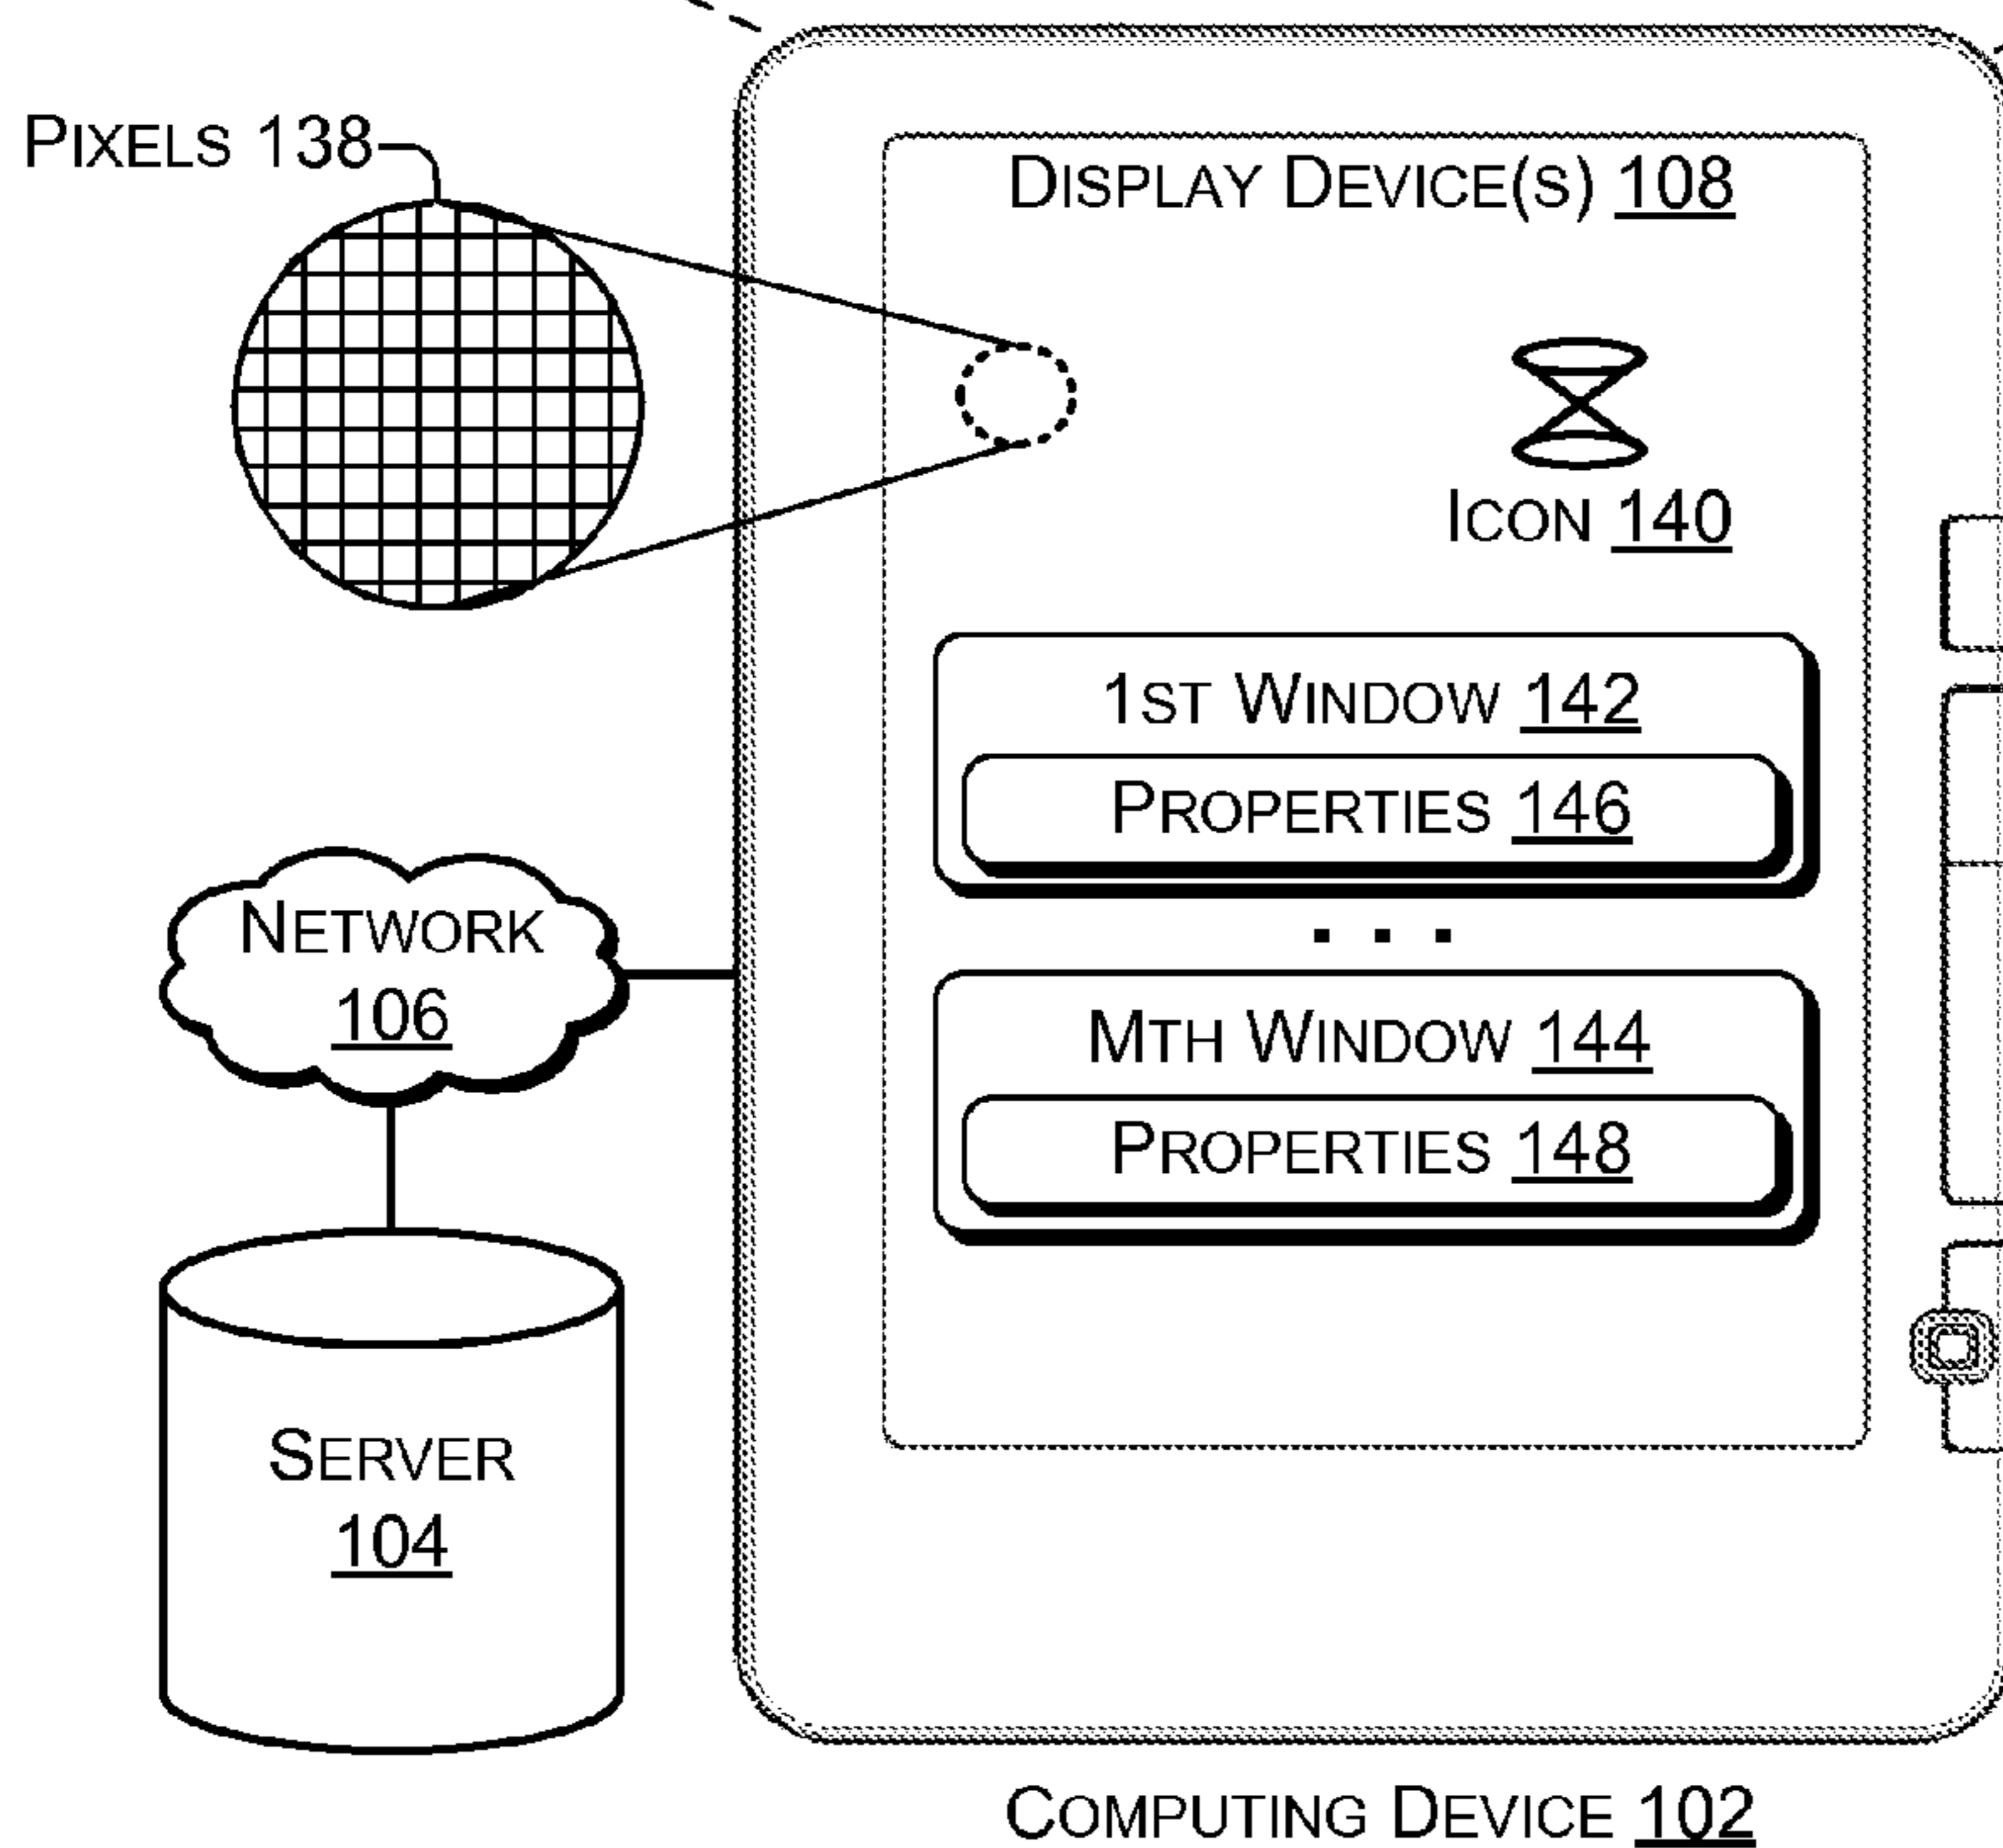 PIXELS 138
DISPLAY DEVICE(S) 108
ICON 140
1ST WINDOW 142
PROPERTIES 146
. . .
MTH WINDOW 144
PROPERTIES 148
NETWORK
106
SERVER
104
COMPUTING DEVICE 102